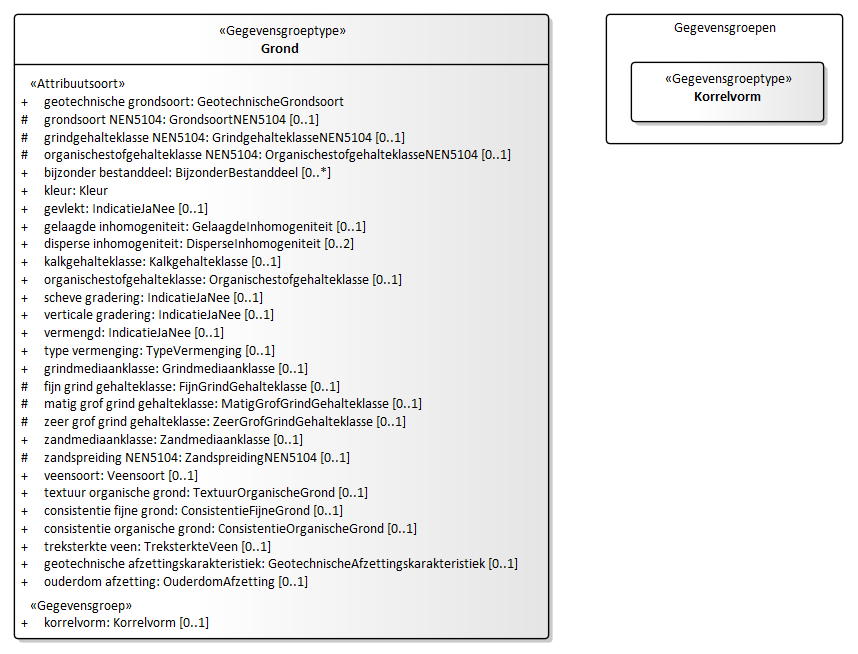 «Gegevensgroeptype»
Grond
«Attribuutsoort»
+ geotechnische grondsoort: GeotechnischeGrondsoort
# grondsoort NEN5104: GrondsoortNEN5104 [0..1]
# grindgehalteklasse NEN5104: GrindgehalteklasseNEN5104 [0..1]
# organischestofgehalteklasse NEN5104: OrganischestofgehalteklasseNEN5104 [0..1]
+ bijzonder bestanddeel: BijzonderBestanddeel [0..*]
+ kleur: Kleur
+ gevlekt: IndicatieJaNee [0..1]
+ gelaagde inhomogeniteit: GelaagdeInhomogeniteit [0..1]
+ disperse inhomogeniteit: DisperseInhomogeniteit [0..2]
+ kalkgehalteklasse: Kalkgehalteklasse [0..1]
+ organischestofgehalteklasse: Organischestofgehalteklasse [0..1]
+ scheve gradering: IndicatieJaNee [0..1]
+ verticale gradering: IndicatieJaNee [0..1]
+ vermengd: IndicatieJaNee [0..1]
+ type vermenging: TypeVermenging [0..1]
+ grindmediaanklasse: Grindmediaanklasse [0..1]
# fijn grind gehalteklasse: FijnGrindGehalteklasse [0..1]
# matig grof grind gehalteklasse: MatigGrofGrindGehalteklasse [0..1]
# zeer grof grind gehalteklasse: ZeerGrofGrindGehalteklasse [0..1]
+ zandmediaanklasse: Zandmediaanklasse [0..1]
# zandspreiding NEN5104: ZandspreidingNEN5104 [0..1]
+ veensoort: Veensoort [0..1]
+ textuur organische grond: TextuurOrganischeGrond [0..1]
+ consistentie fijne grond: ConsistentieFijneGrond [0..1]
+ consistentie organische grond: ConsistentieOrganischeGrond [0..1]
+ treksterkte veen: TreksterkteVeen [0..1]
+ geotechnische afzettingskarakteristiek: GeotechnischeAfzettingskarakteristiek [0..1]
+ ouderdom afzetting: OuderdomAfzetting [0..1]
«Gegevensgroep»
+ korrelvorm: Korrelvorm [0..1]
Gegevensgroepen
«Gegevensgroeptype»
Korrelvorm